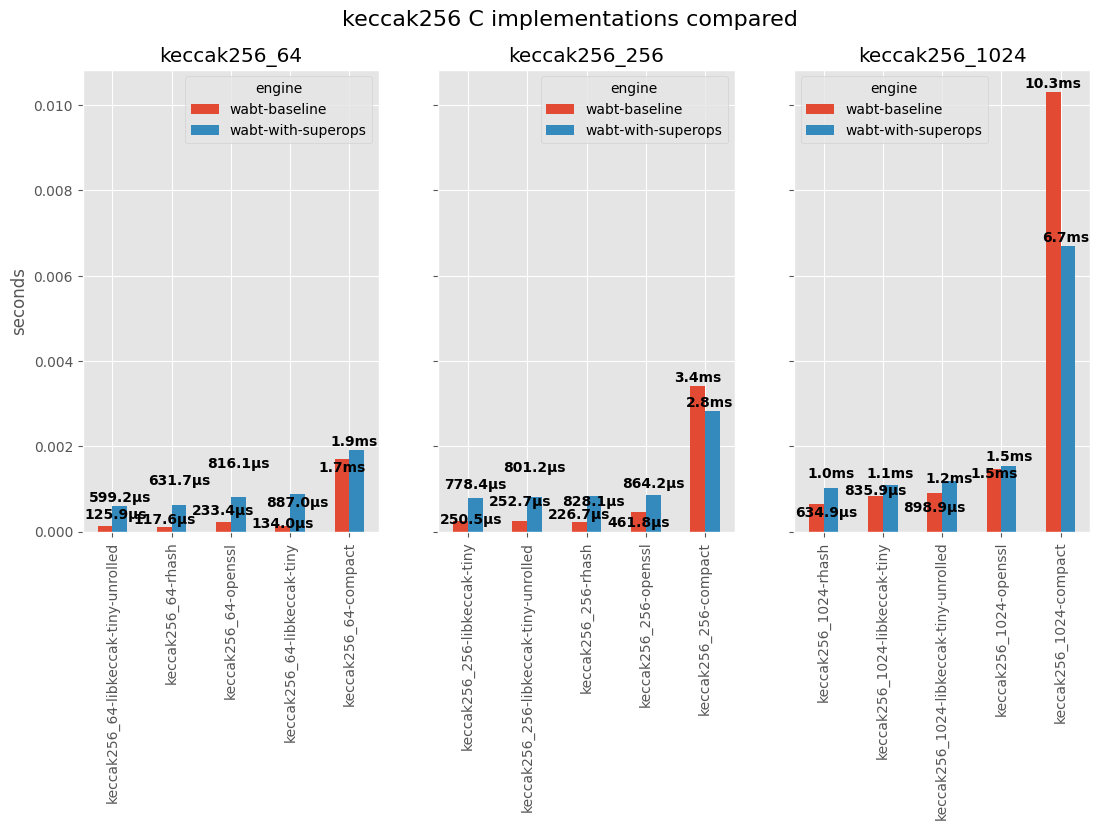 keccak256 C implementations compared
keccak256_64
engine
wabt-baseline
wabt-with-superops
seconds
0.010
0.008
0.006
0.004
0.002
0.000
125.9µs
599.2µs
117.6µs
631.7µs
233.4µs
816.1µs
134.0µs
887.0µs
1.7ms
1.9ms
keccak256_64-libkeccak-tiny-unrolled
keccak256_64-rhash
keccak256_64-openssl
keccak256_64-libkeccak-tiny
keccak256_64-compact
keccak256_256
engine
wabt-baseline
wabt-with-superops
250.5µs
778.4µs
252.7µs
801.2µs
226.7µs
828.1µs
461.8µs
864.2µs
3.4ms
2.8ms
keccak256_256-libkeccak-tiny
keccak256_256-libkeccak-tiny-unrolled
keccak256_256-rhash
keccak256_256-openssl
keccak256_256-compact
keccak256_1024
engine
wabt-baseline
wabt-with-superops
634.9µs
1.0ms
835.9µs
1.1ms
898.9µs
1.2ms
1.5ms
1.5ms
10.3ms
6.7ms
keccak256_1024-rhash
keccak256_1024-libkeccak-tiny
keccak256_1024-libkeccak-tiny-unrolled
keccak256_1024-openssl
keccak256_1024-compact